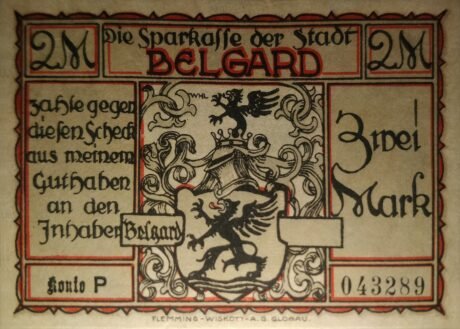 2M
Die Sparkasse der Stadt
BELGARD
2M
Zahle gegen
diesen Scheck
aus meinem
Guthaben
an den
Inhaber
WHL
Belgard
Zwei
Mark
Konto P
043289
FLEMMING-WISKOTT-A.G. GLOGAU.